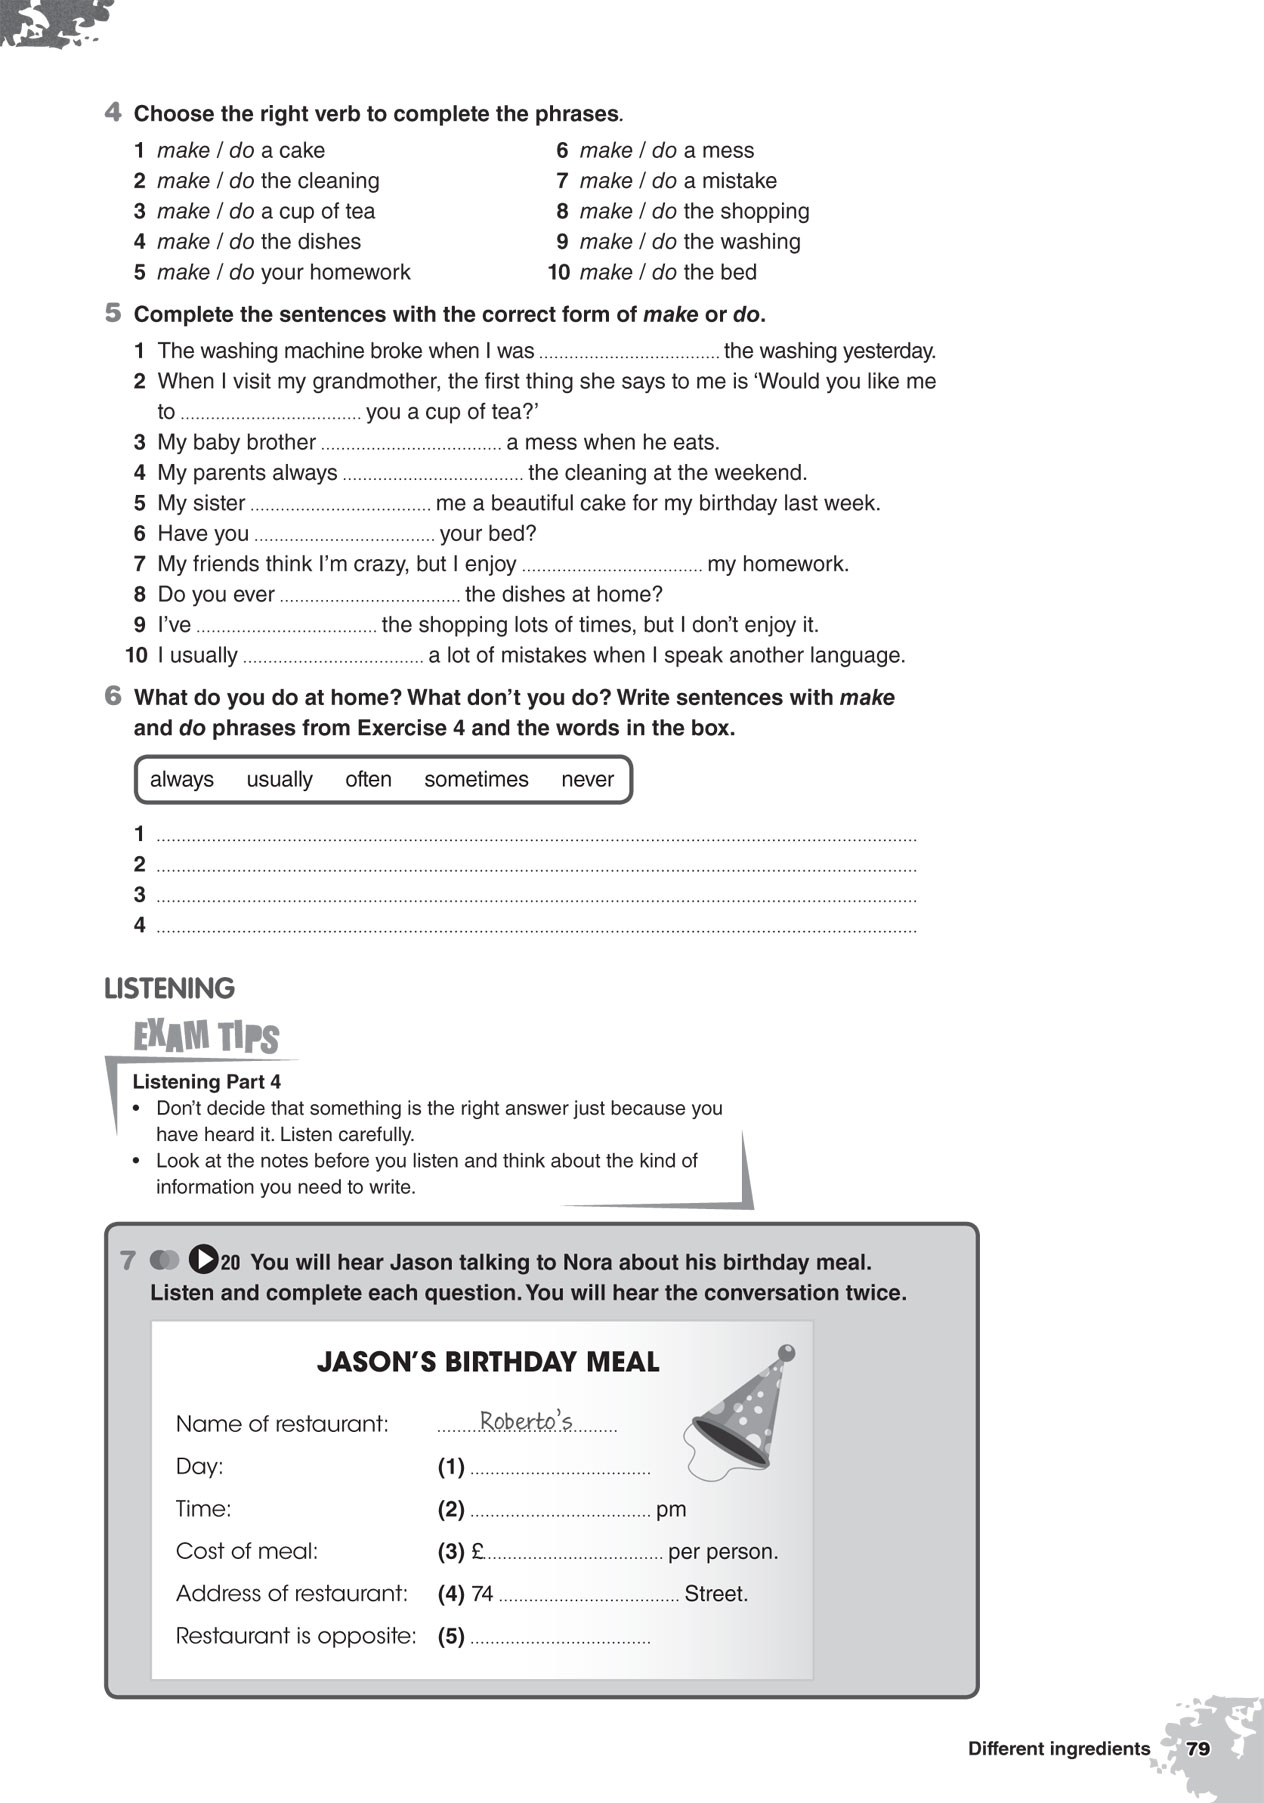 4 Choose the right verb to complete the phrases.
1 make / do a cake
2 make / do the cleaning
3 make / do a cup of tea
4 make / do the dishes
5 make / do your homework
6 make / do a mess
7 make / do a mistake
8 make / do the shopping
9 make / do the washing
10 make / do the bed
5 Complete the sentences with the correct form of make or do.
1 The washing machine broke when I was .................................... the washing yesterday.
2 When I visit my grandmother, the first thing she says to me is ‘Would you like me
to .................................... you a cup of tea?’
3 My baby brother .................................... a mess when he eats.
4 My parents always .................................... the cleaning at the weekend.
5 My sister .................................... me a beautiful cake for my birthday last week.
6 Have you .................................... your bed?
7 My friends think I’m crazy, but I enjoy .................................... my homework.
8 Do you ever .................................... the dishes at home?
9 I’ve .................................... the shopping lots of times, but I don’t enjoy it.
10 I usually .................................... a lot of mistakes when I speak another language.
6 What do you do at home? What don’t you do? Write sentences with make
and do phrases from Exercise 4 and the words in the box.
always usually often sometimes never
1 ....................................
2 ....................................
3 ....................................
4 ....................................
LISTENING
EXAM TIPS
Listening Part 4
• Don’t decide that something is the right answer just because you
have heard it. Listen carefully.
• Look at the notes before you listen and think about the kind of
information you need to write.
7 20 You will hear Jason talking to Nora about his birthday meal.
Listen and complete each question. You will hear the conversation twice.
JASON’S BIRTHDAY MEAL
Name of restaurant: Roberto’s
Day: (1) ....................................
Time: (2) .................................... pm
Cost of meal: (3) £.................................... per person.
Address of restaurant: (4) 74 .................................... Street.
Restaurant is opposite: (5) ....................................
Different ingredients 79